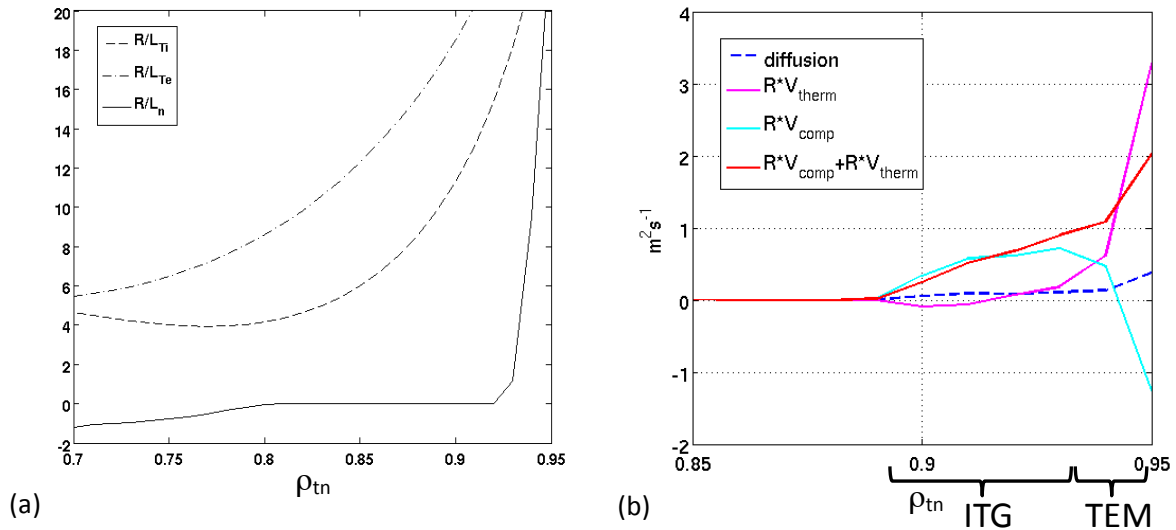 20
18
16
14
12
10
8
6
4
2
0
-2
R/L_Ti
R/L_Te
R/L_n
0.7
0.75
0.8
0.85
0.9
0.95
ρ_tn
(a)
4
3
2
1
0
-1
-2
m²s⁻¹
diffusion
R*V_therm
R*V_comp
R*V_comp+R*V_therm
0.85
0.9
0.95
ρ_tn
ITG
TEM
(b)